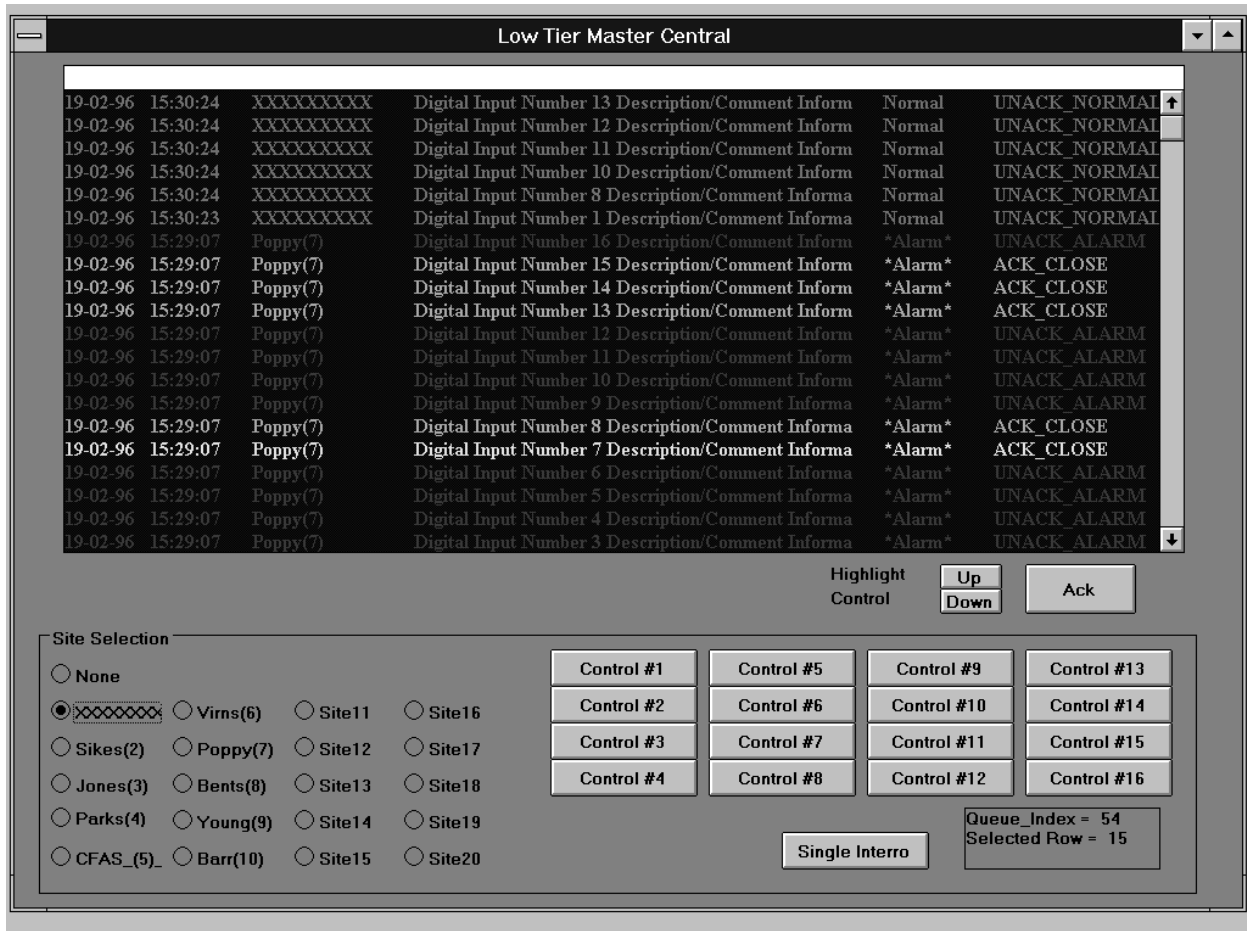 Low Tier Master Central
19-02-96 15:30:24 XXXXXXXXX Digital Input Number 13 Description/Comment Inform Normal UNACK_NORMAL
19-02-96 15:30:24 XXXXXXXXX Digital Input Number 12 Description/Comment Inform Normal UNACK_NORMAL
19-02-96 15:30:24 XXXXXXXXX Digital Input Number 11 Description/Comment Inform Normal UNACK_NORMAL
19-02-96 15:30:24 XXXXXXXXX Digital Input Number 10 Description/Comment Inform Normal UNACK_NORMAL
19-02-96 15:30:24 XXXXXXXXX Digital Input Number 8 Description/Comment Informa Normal UNACK_NORMAL
19-02-96 15:30:23 XXXXXXXXX Digital Input Number 1 Description/Comment Informa Normal UNACK_NORMAL
19-02-96 15:29:07 Poppy(7) Digital Input Number 16 Description/Comment Inform *Alarm* UNACK_ALARM
19-02-96 15:29:07 Poppy(7) Digital Input Number 15 Description/Comment Inform *Alarm* ACK_CLOSE
19-02-96 15:29:07 Poppy(7) Digital Input Number 14 Description/Comment Inform *Alarm* ACK_CLOSE
19-02-96 15:29:07 Poppy(7) Digital Input Number 13 Description/Comment Inform *Alarm* ACK_CLOSE
19-02-96 15:29:07 Poppy(7) Digital Input Number 12 Description/Comment Inform *Alarm* UNACK_ALARM
19-02-96 15:29:07 Poppy(7) Digital Input Number 11 Description/Comment Inform *Alarm* UNACK_ALARM
19-02-96 15:29:07 Poppy(7) Digital Input Number 10 Description/Comment Inform *Alarm* UNACK_ALARM
19-02-96 15:29:07 Poppy(7) Digital Input Number 9 Description/Comment Informa *Alarm* UNACK_ALARM
19-02-96 15:29:07 Poppy(7) Digital Input Number 8 Description/Comment Informa *Alarm* ACK_CLOSE
19-02-96 15:29:07 Poppy(7) Digital Input Number 7 Description/Comment Informa *Alarm* ACK_CLOSE
19-02-96 15:29:07 Poppy(7) Digital Input Number 6 Description/Comment Informa *Alarm* UNACK_ALARM
19-02-96 15:29:07 Poppy(7) Digital Input Number 5 Description/Comment Informa *Alarm* UNACK_ALARM
19-02-96 15:29:07 Poppy(7) Digital Input Number 4 Description/Comment Informa *Alarm* UNACK_ALARM
19-02-96 15:29:07 Poppy(7) Digital Input Number 3 Description/Comment Informa *Alarm* UNACK_ALARM
Highlight Control
Up
Down
Ack
Site Selection
None
XXXXXXXX Virns(6) Site11 Site16
Sikes(2) Poppy(7) Site12 Site17
Jones(3) Bents(8) Site13 Site18
Parks(4) Young(9) Site14 Site19
CFAS_(5)_ Barr(10) Site15 Site20
Control #1 Control #5 Control #9 Control #13
Control #2 Control #6 Control #10 Control #14
Control #3 Control #7 Control #11 Control #15
Control #4 Control #8 Control #12 Control #16
Single Interro
Queue_Index = 54
Selected Row = 15